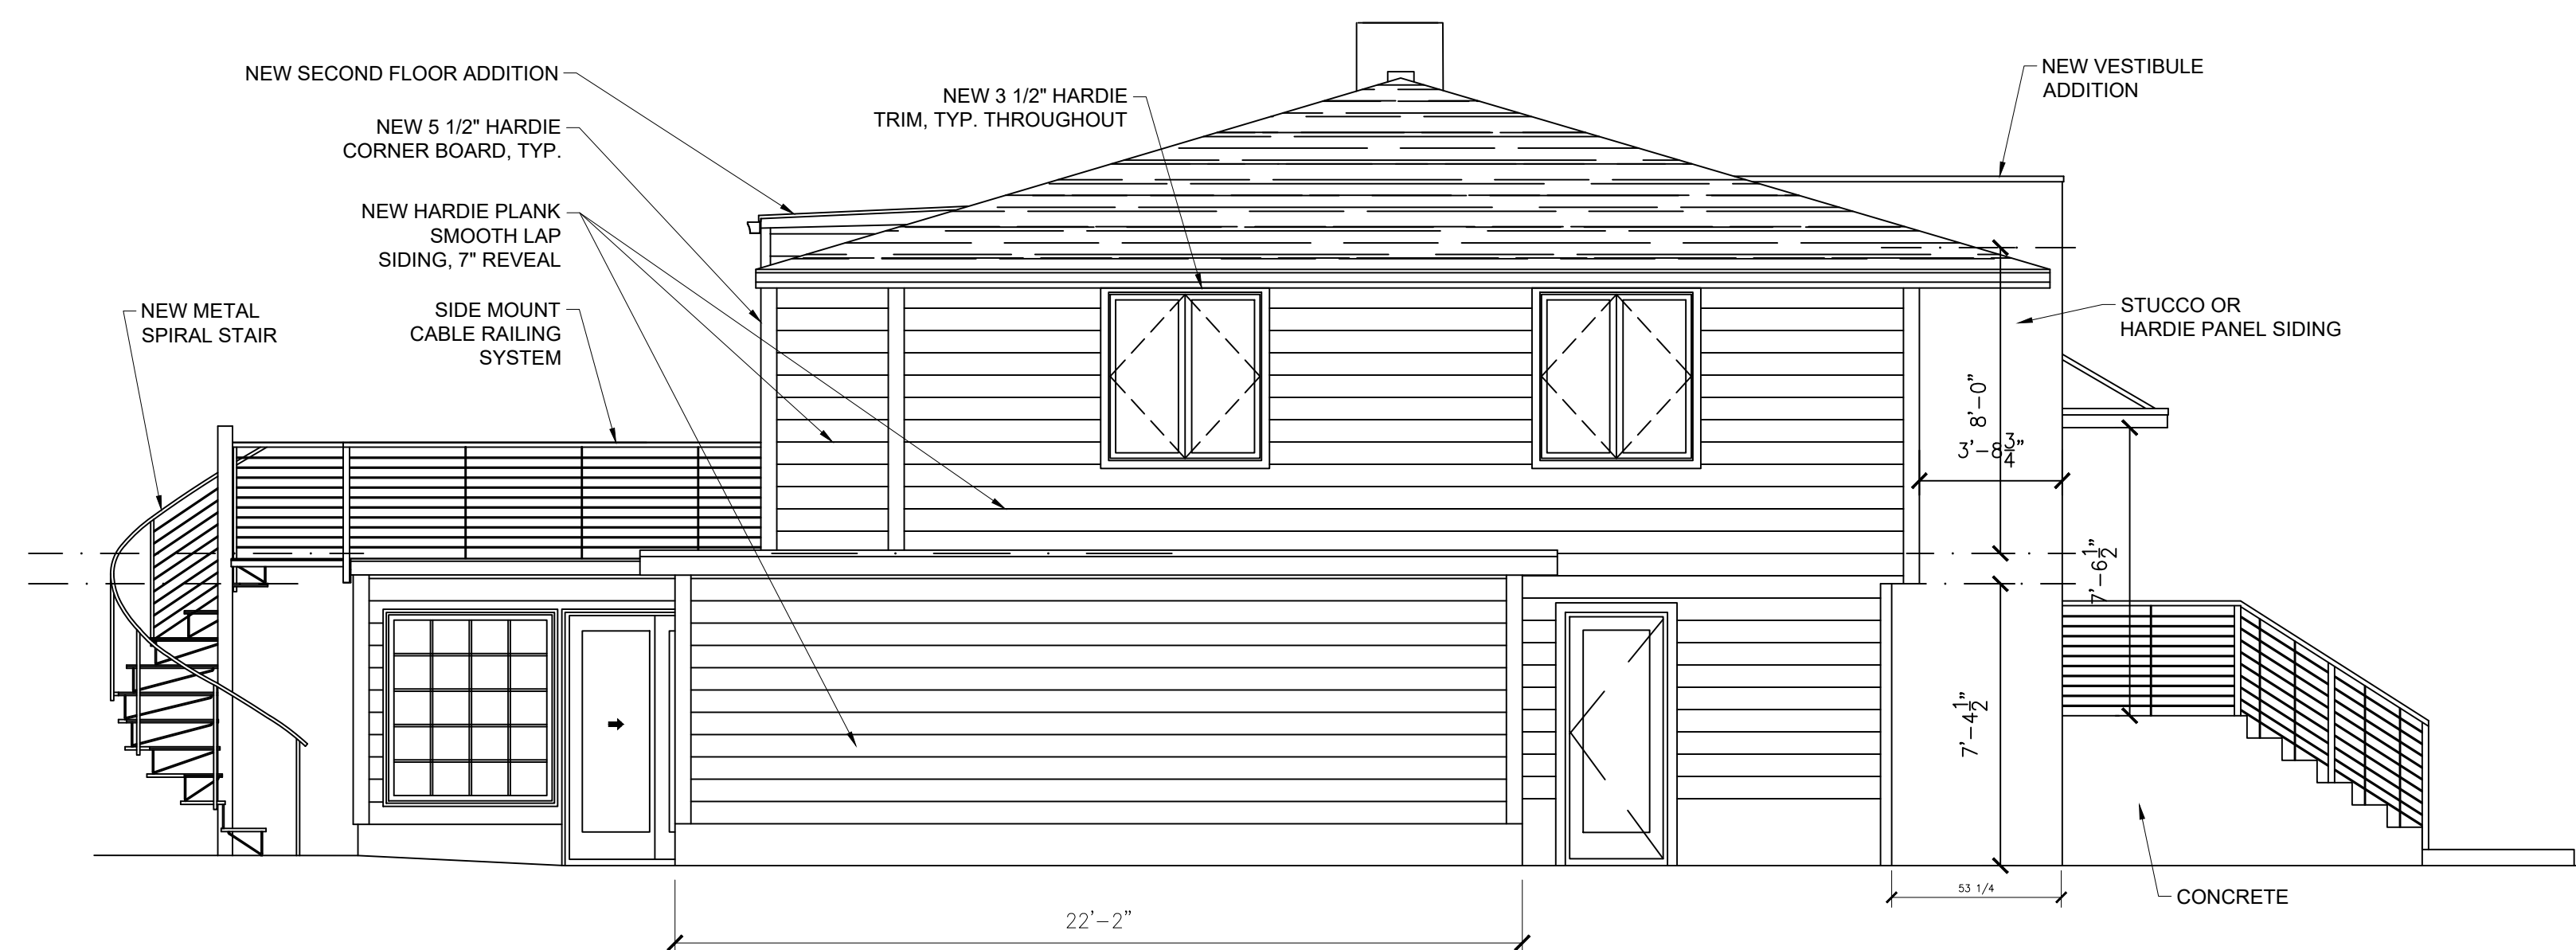 NEW SECOND FLOOR ADDITION
NEW VESTIBULE
ADDITION
NEW 3 1/2" HARDIE
TRIM, TYP. THROUGHOUT
NEW 5 1/2" HARDIE
CORNER BOARD, TYP.
NEW HARDIE PLANK
SMOOTH LAP
SIDING, 7" REVEAL
NEW METAL
SPIRAL STAIR
SIDE MOUNT
CABLE RAILING
SYSTEM
STUCCO OR
HARDIE PANEL SIDING
8'-0"
3'-8 3/4"
7'-6 1/2"
7'-4 1/2"
53 1/4
CONCRETE
22'-2"